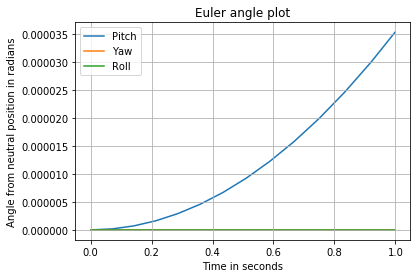 Euler angle plot
Pitch
Yaw
Roll
Angle from neutral position in radians
0.000035
0.000030
0.000025
0.000020
0.000015
0.000010
0.000005
0.000000
0.0 0.2 0.4 0.6 0.8 1.0
Time in seconds